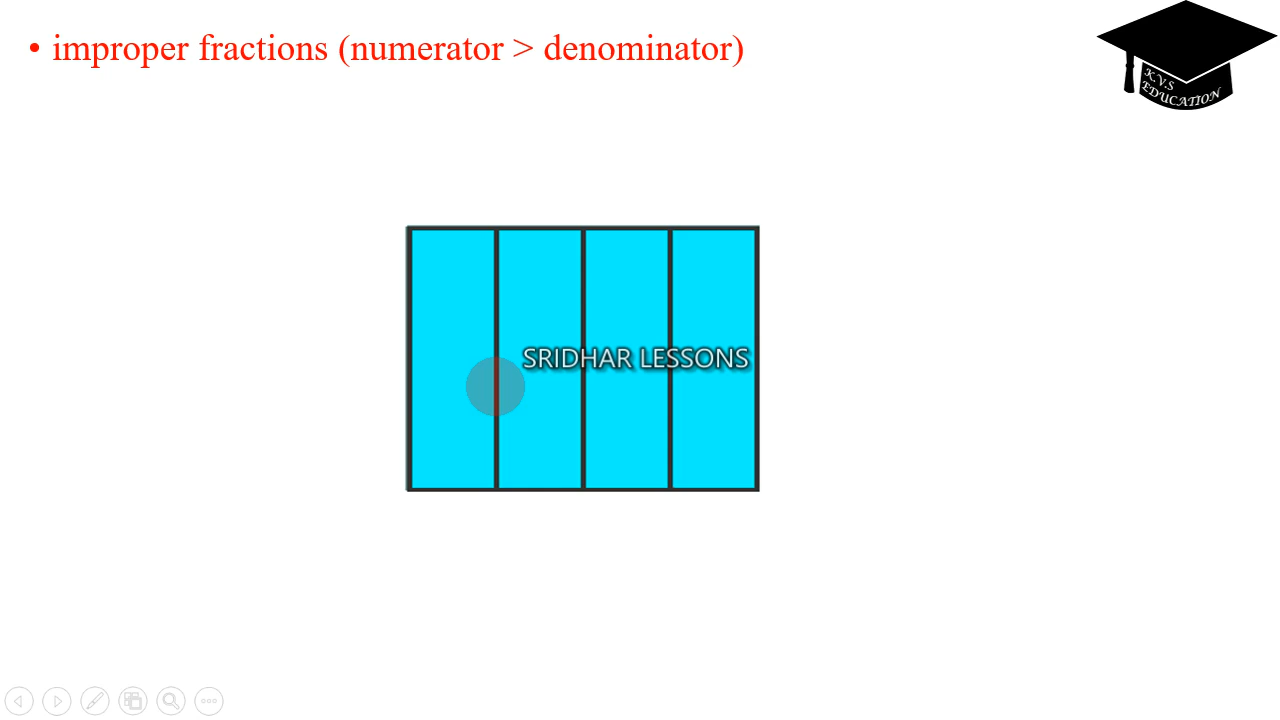 • improper fractions (numerator > denominator)
K.V.S
EDUCATION
SRIDHAR LESSONS